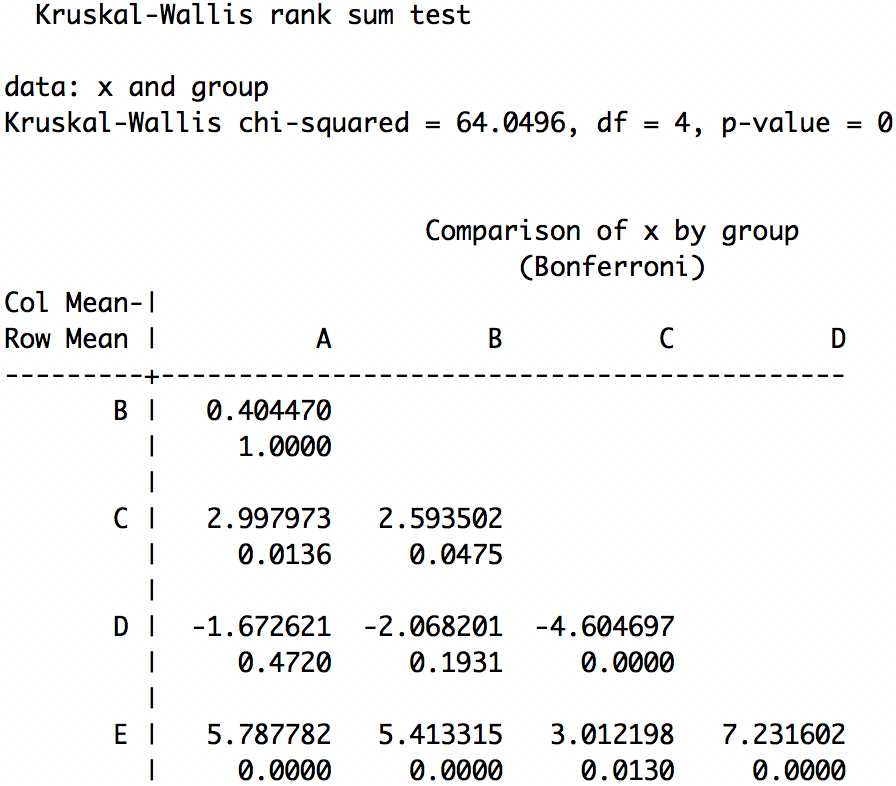 Kruskal-Wallis rank sum test
data: x and group
Kruskal-Wallis chi-squared = 64.0496, df = 4, p-value = 0
Comparison of x by group
(Bonferroni)
Col Mean-|
Row Mean |          A          B          C          D
---------+--------------------------------------------
       B |   0.404470
         |     1.0000
         |
       C |   2.997973   2.593502
         |     0.0136     0.0475
         |
       D |  -1.672621  -2.068201  -4.604697
         |     0.4720     0.1931     0.0000
         |
       E |   5.787782   5.413315   3.012198   7.231602
         |     0.0000     0.0000     0.0130     0.0000